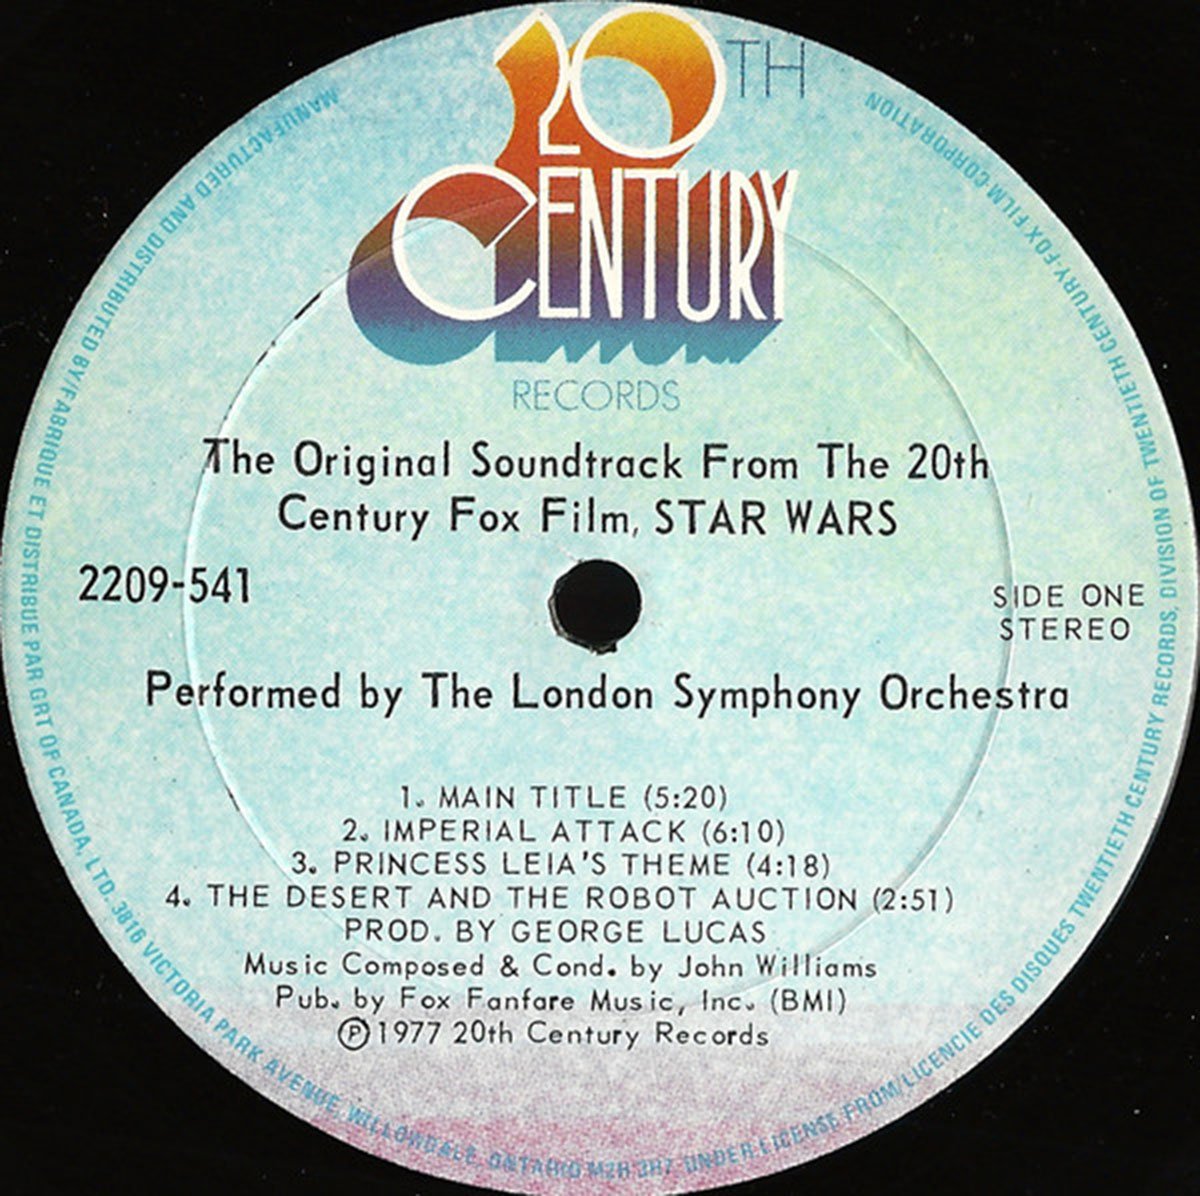 20TH
CENTURY
RECORDS
The Original Soundtrack From The 20th
Century Fox Film, STAR WARS
2209-541
SIDE ONE
STEREO
Performed by The London Symphony Orchestra
1. MAIN TITLE (5:20)
2. IMPERIAL ATTACK (6:10)
3. PRINCESS LEIA'S THEME (4:18)
4. THE DESERT AND THE ROBOT AUCTION (2:51)
PROD. BY GEORGE LUCAS
Music Composed & Cond. by John Williams
Pub. by Fox Fanfare Music, Inc. (BMI)
℗ 1977 20th Century Records
MANUFACTURED AND DISTRIBUTED BY/FABRIQUE ET DISTRIBUE PAR GRT OF CANADA, LTD. 3816 VICTORIA PARK AVENUE, WILLOWDALE, ONTARIO M2H 3H7, UNDER LICENSE FROM/LICENCIE DES DISQUES TWENTIETH CENTURY RECORDS, DIVISION OF TWENTIETH CENTURY-FOX FILM CORPORATION